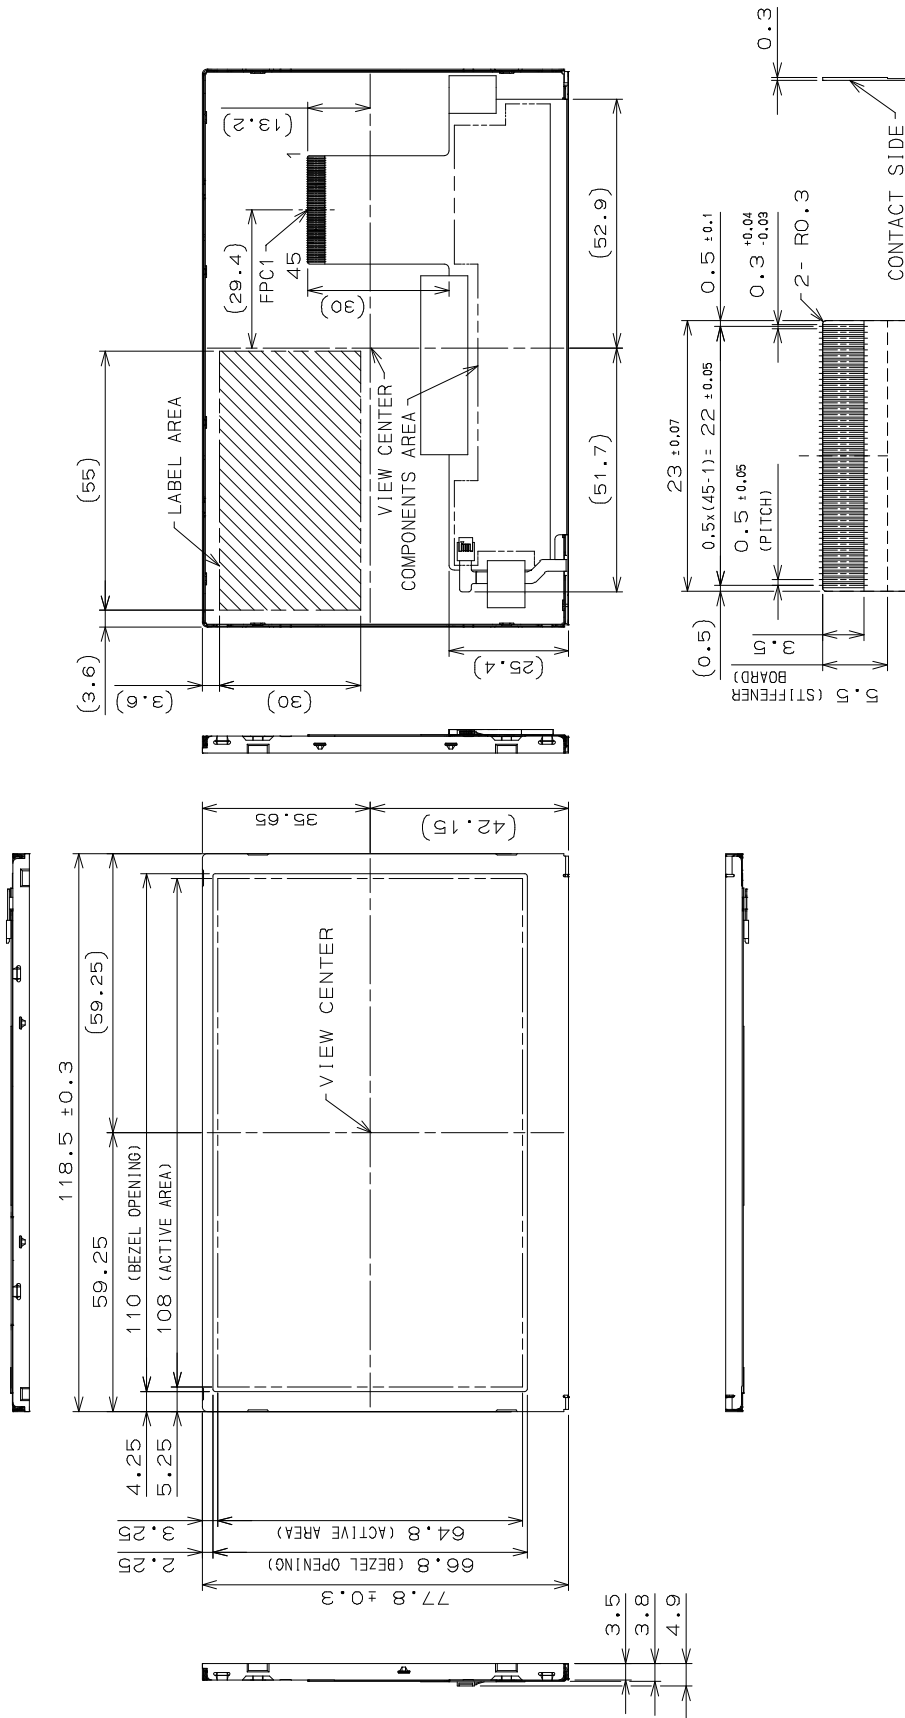 0.3
CONTACT SIDE
(13.2)
1
45
FPC1
(29.4)
(30)
(52.9)
(51.7)
(55)
LABEL AREA
VIEW CENTER
COMPONENTS AREA
(3.6)
(3.6)
(30)
(25.4)
0.5 ±0.1
0.3 +0.04 -0.03
2- R0.3
23 ±0.07
0.5x(45-1)= 22 ±0.05
0.5 ±0.05
(PITCH)
(0.5)
3.5
5.5 (STIFFENER BOARD)
35.65
(42.15)
(59.25)
59.25
118.5 ±0.3
110 (BEZEL OPENING)
108 (ACTIVE AREA)
VIEW CENTER
4.25
5.25
3.25
2.25
64.8 (ACTIVE AREA)
66.8 (BEZEL OPENING)
77.8 ±0.3
3.5
3.8
4.9